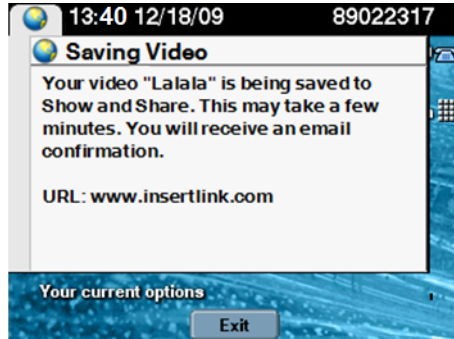 13:40 12/18/09 89022317
Saving Video
Your video "Lalala" is being saved to
Show and Share. This may take a few
minutes. You will receive an email
confirmation.
URL: www.insertlink.com
Your current options
Exit